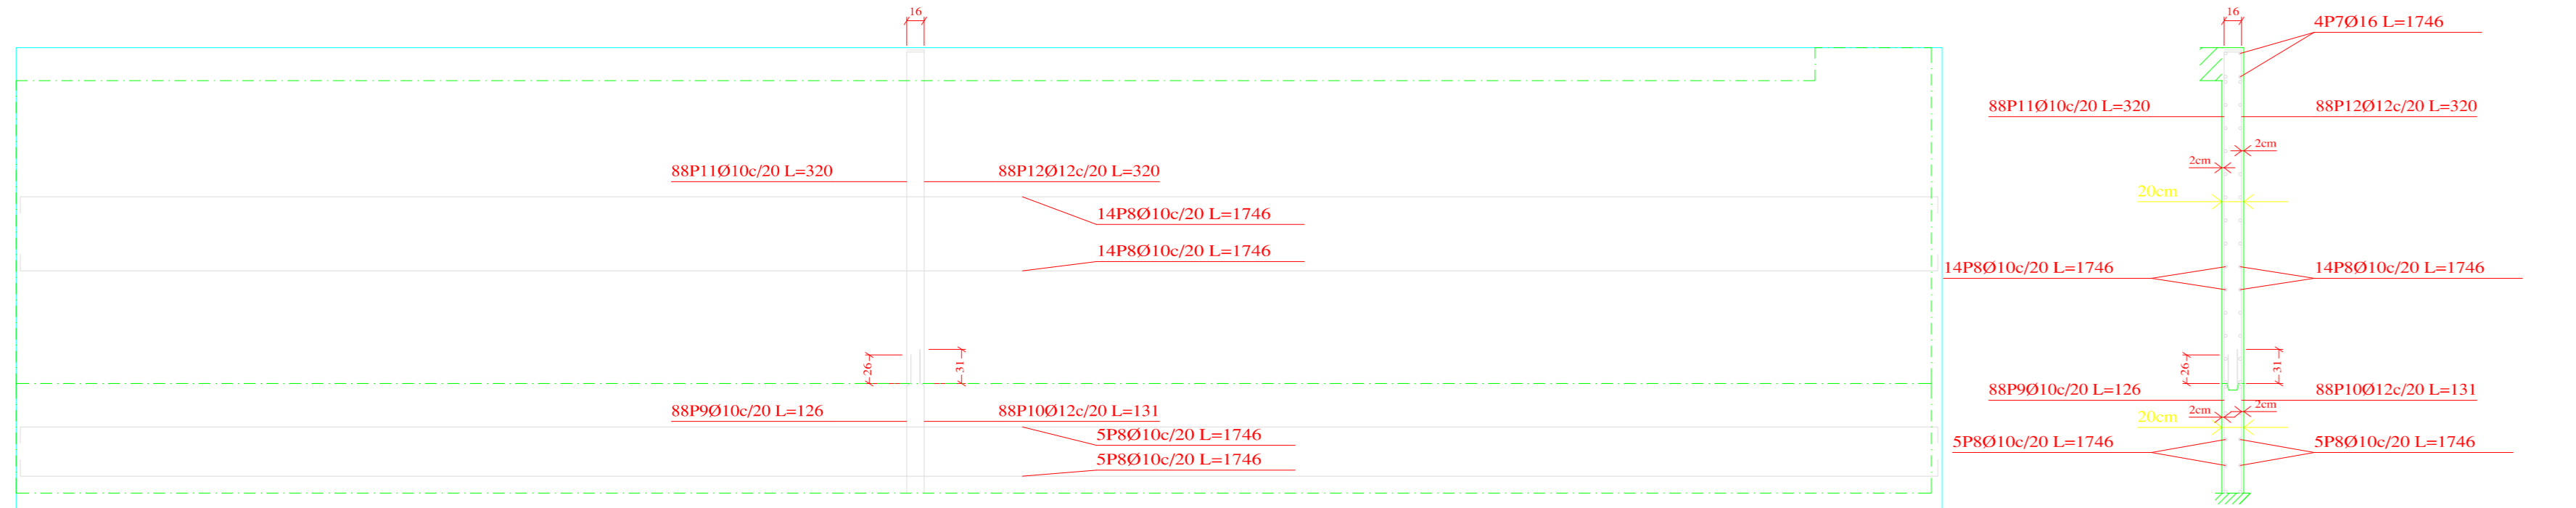 16
16
4P7Ø16 L=1746
88P11Ø10c/20 L=320
88P12Ø12c/20 L=320
2cm
2cm
88P11Ø10c/20 L=320
88P12Ø12c/20 L=320
20cm
14P8Ø10c/20 L=1746
14P8Ø10c/20 L=1746
14P8Ø10c/20 L=1746
14P8Ø10c/20 L=1746
26
31
26
31
88P9Ø10c/20 L=126
88P10Ø12c/20 L=131
88P9Ø10c/20 L=126
88P10Ø12c/20 L=131
2cm
2cm
20cm
5P8Ø10c/20 L=1746
5P8Ø10c/20 L=1746
5P8Ø10c/20 L=1746
5P8Ø10c/20 L=1746